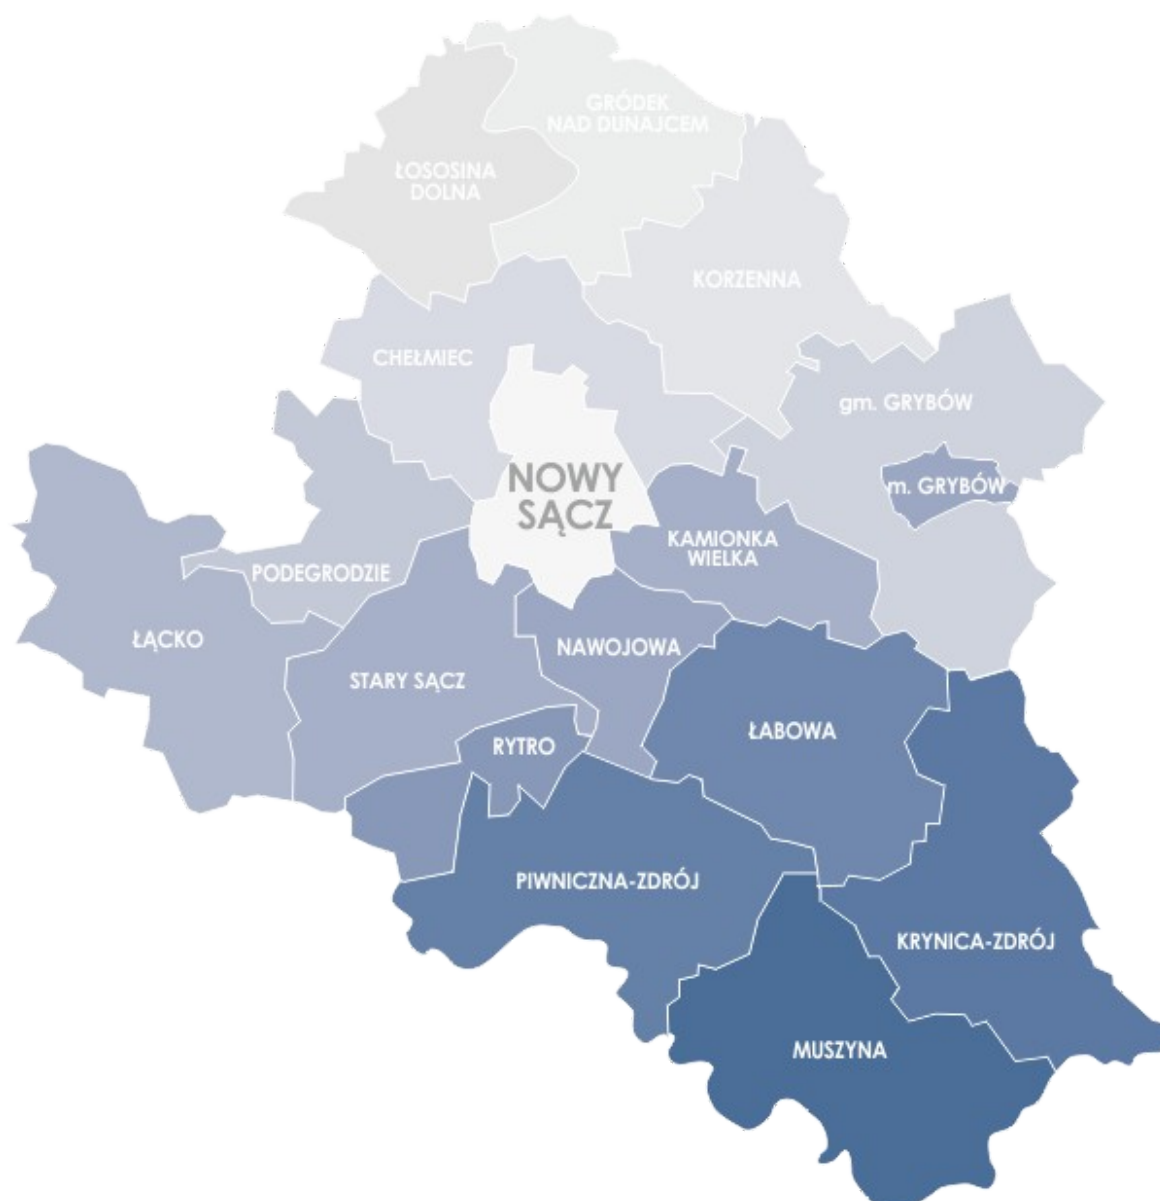 GRÓDEK
NAD DUNAJCEM
ŁOSOSINA
DOLNA
KORZENNA
CHEŁMIEC
gm. GRYBÓW
NOWY
SĄCZ
m. GRYBÓW
KAMIONKA
WIELKA
PODEGRODZIE
ŁĄCKO
NAWOJOWA
STARY SĄCZ
ŁABOWA
RYTRO
PIWNICZNA-ZDRÓJ
KRYNICA-ZDRÓJ
MUSZYNA